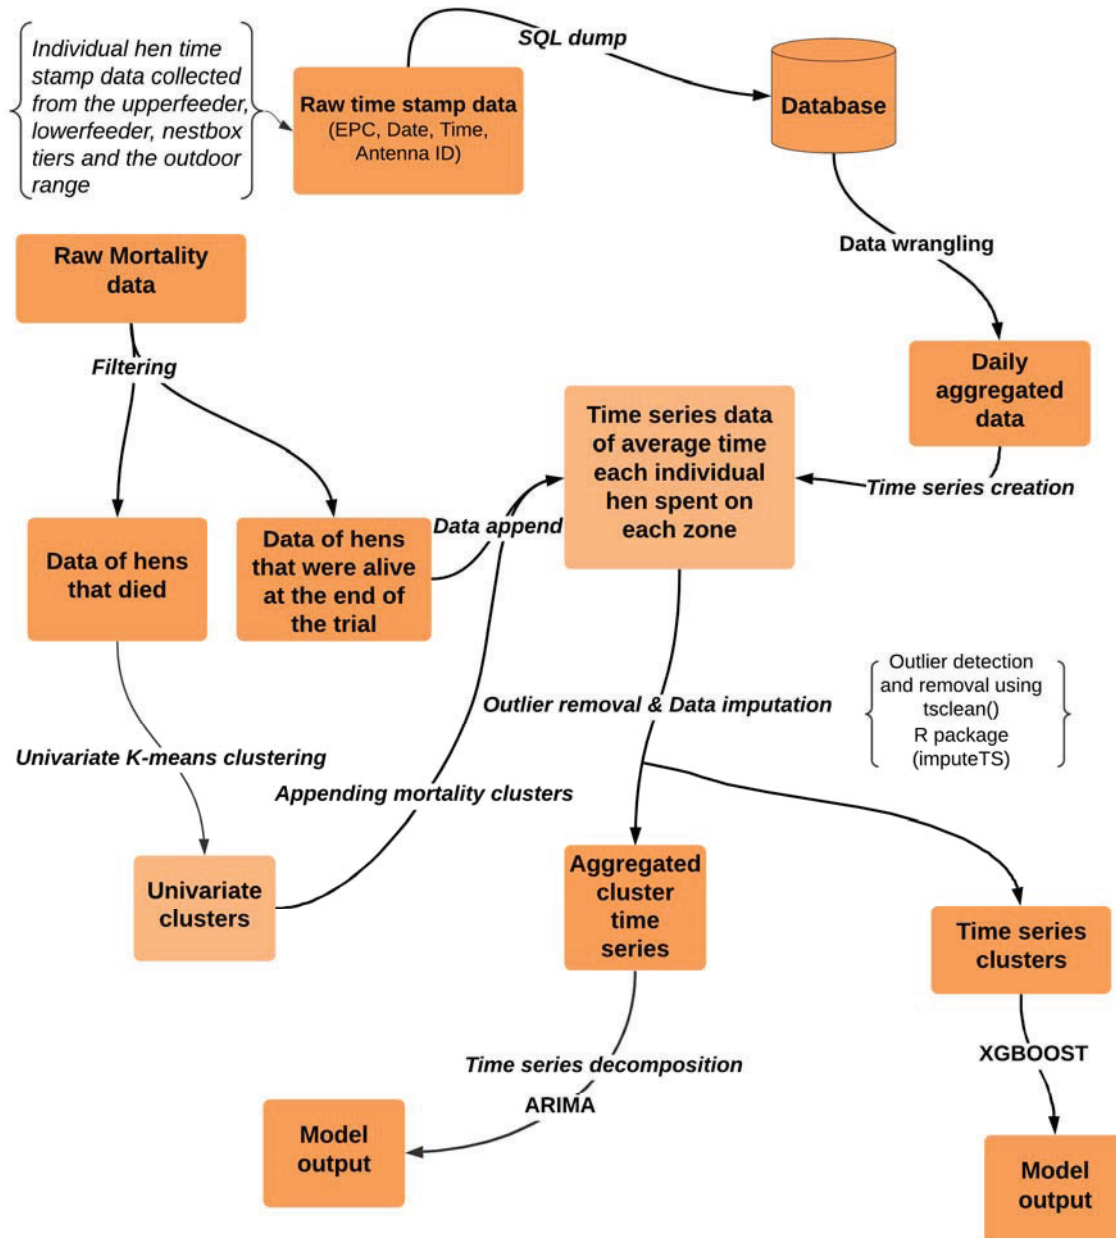 Individual hen time
stamp data collected
from the upperfeeder,
lowerfeeder, nestbox
tiers and the outdoor
range
Raw time stamp data
(EPC, Date, Time,
Antenna ID)
SQL dump
Database
Data wrangling
Raw Mortality
data
Filtering
Daily
aggregated
data
Time series data
of average time
each individual
hen spent on
each zone
Time series creation
Data append
Data of hens
that died
Data of hens
that were alive
at the end of
the trial
Outlier removal & Data imputation
Outlier detection
and removal using
tsclean()
R package
(imputeTS)
Univariate K-means clustering
Appending mortality clusters
Univariate
clusters
Aggregated
cluster
time
series
Time series
clusters
Time series decomposition
ARIMA
XGBOOST
Model
output
Model
output